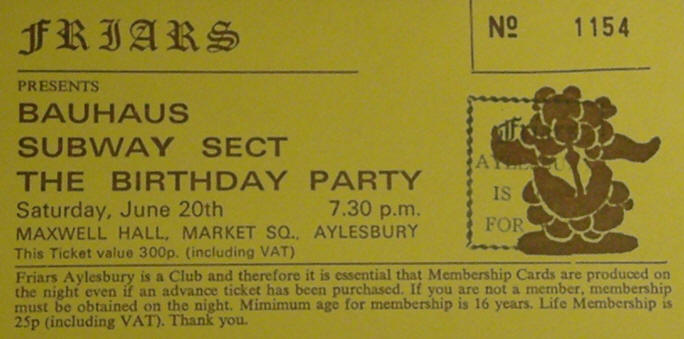 FRIARS
Nº 1154
PRESENTS
BAUHAUS
SUBWAY SECT
THE BIRTHDAY PARTY
Saturday, June 20th 7.30 p.m.
MAXWELL HALL, MARKET SQ., AYLESBURY
This Ticket value 300p. (including VAT)
AYLESBU
IS
FOR
Friars Aylesbury is a Club and therefore it is essential that Membership Cards are produced on
the night even if an advance ticket has been purchased. If you are not a member, membership
must be obtained on the night. Mimimum age for membership is 16 years. Life Membership is
25p (including VAT). Thank you.